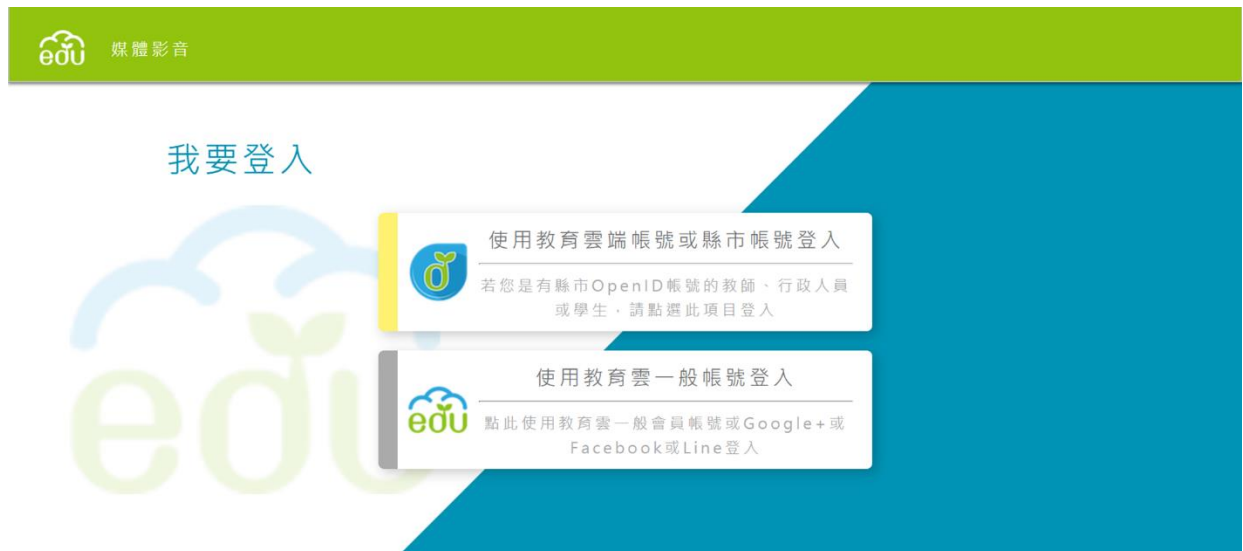 edu 媒體影音
我要登入
使用教育雲端帳號或縣市帳號登入
若您是有縣市OpenID帳號的教師、行政人員
或學生，請點選此項目登入
使用教育雲一般帳號登入
edu
點此使用教育雲一般會員帳號或Google+或
Facebook或Line登入
edu